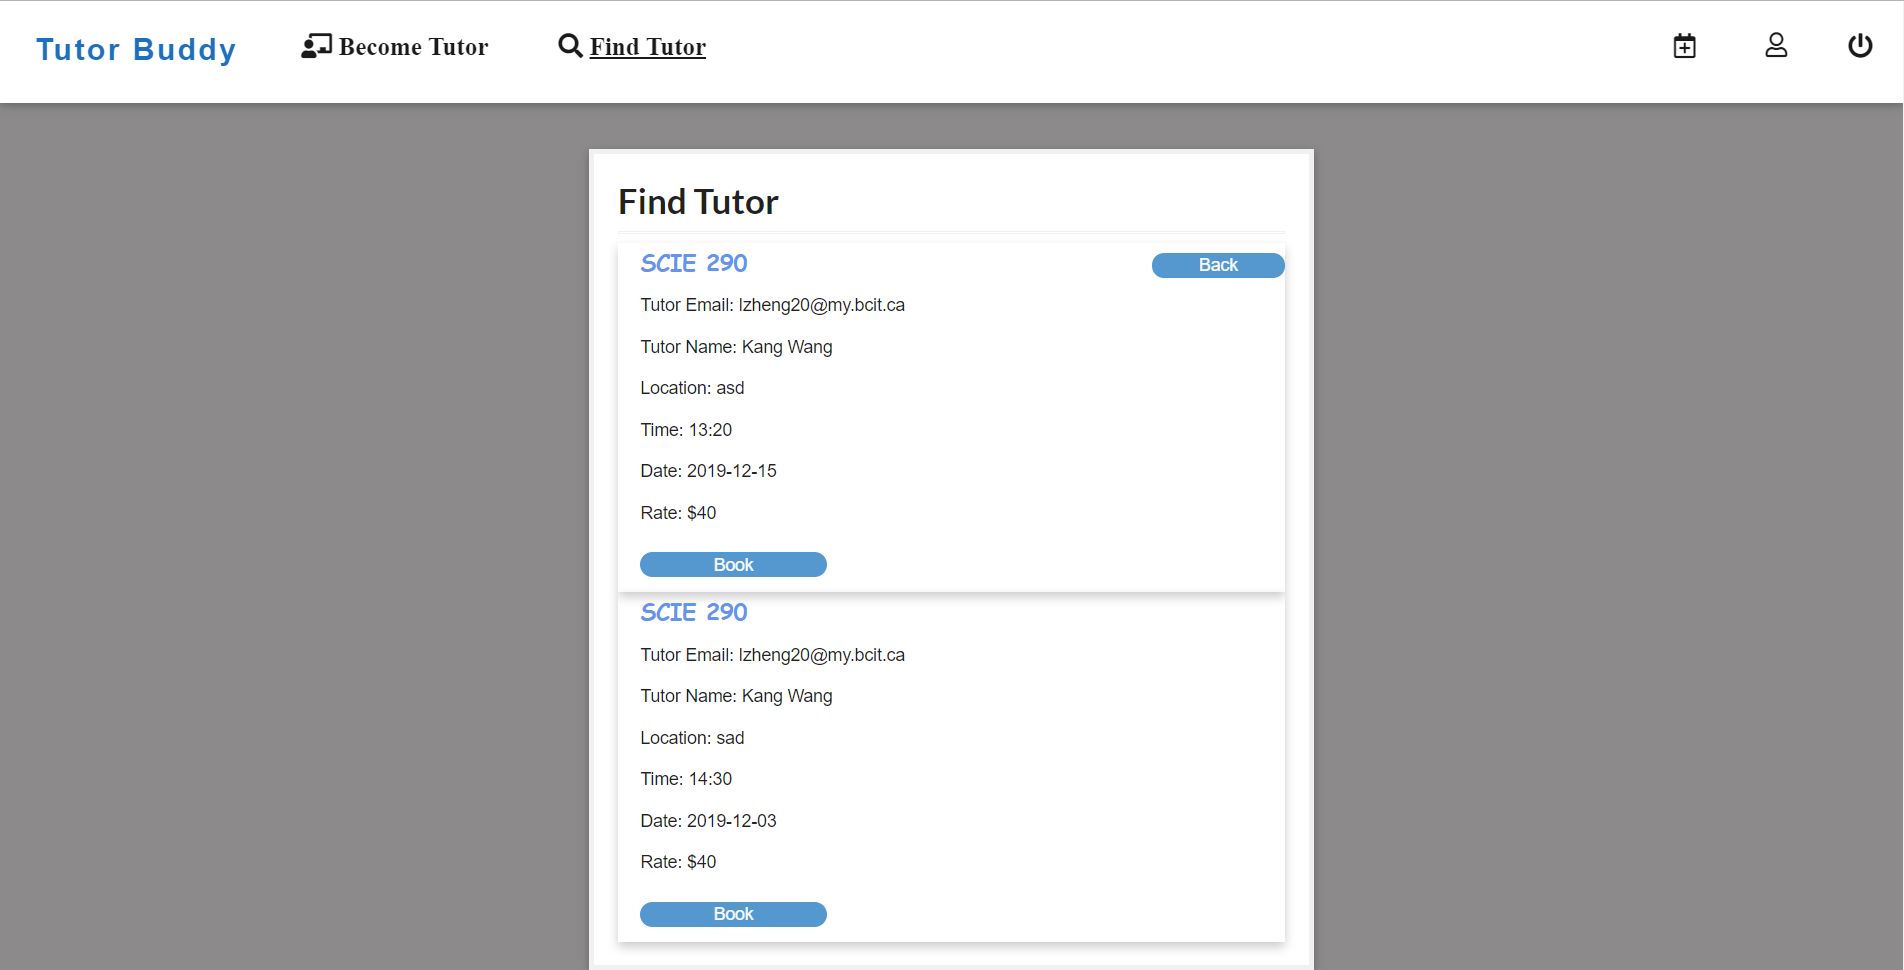 Tutor Buddy
Become Tutor
Find Tutor
Find Tutor
SCIE 290
Back
Tutor Email: lzheng20@my.bcit.ca
Tutor Name: Kang Wang
Location: asd
Time: 13:20
Date: 2019-12-15
Rate: $40
Book
SCIE 290
Tutor Email: lzheng20@my.bcit.ca
Tutor Name: Kang Wang
Location: sad
Time: 14:30
Date: 2019-12-03
Rate: $40
Book